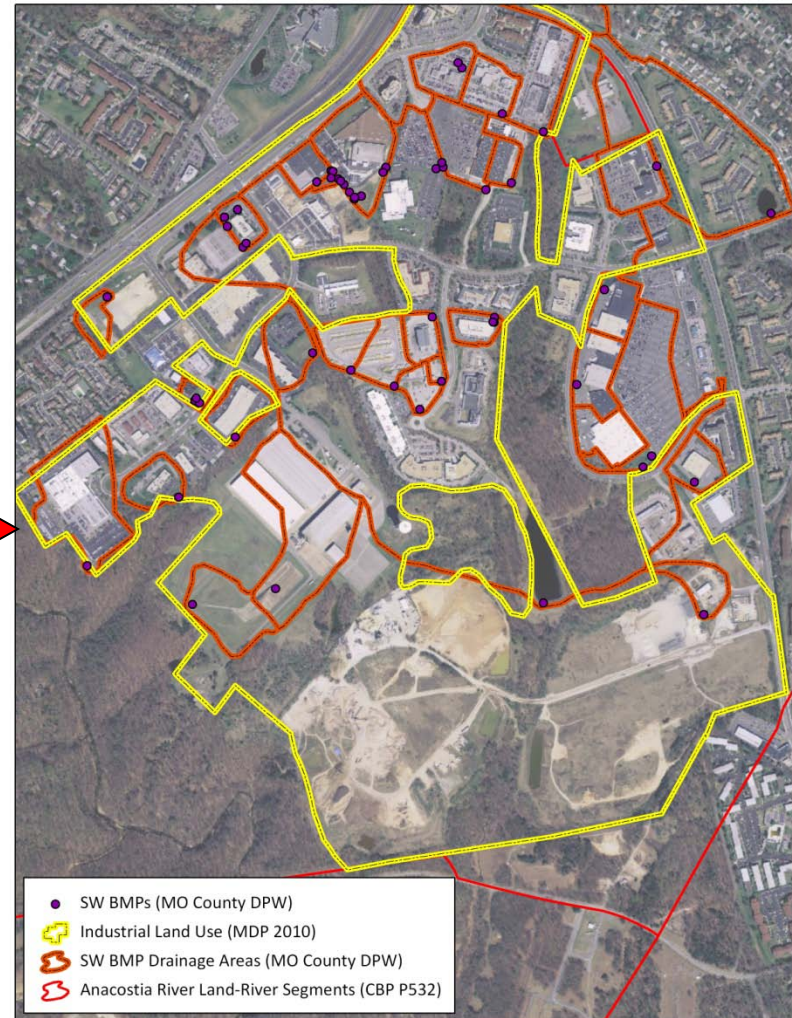 SW BMPs (MO County DPW)
Industrial Land Use (MDP 2010)
SW BMP Drainage Areas (MO County DPW)
Anacostia River Land-River Segments (CBP P532)